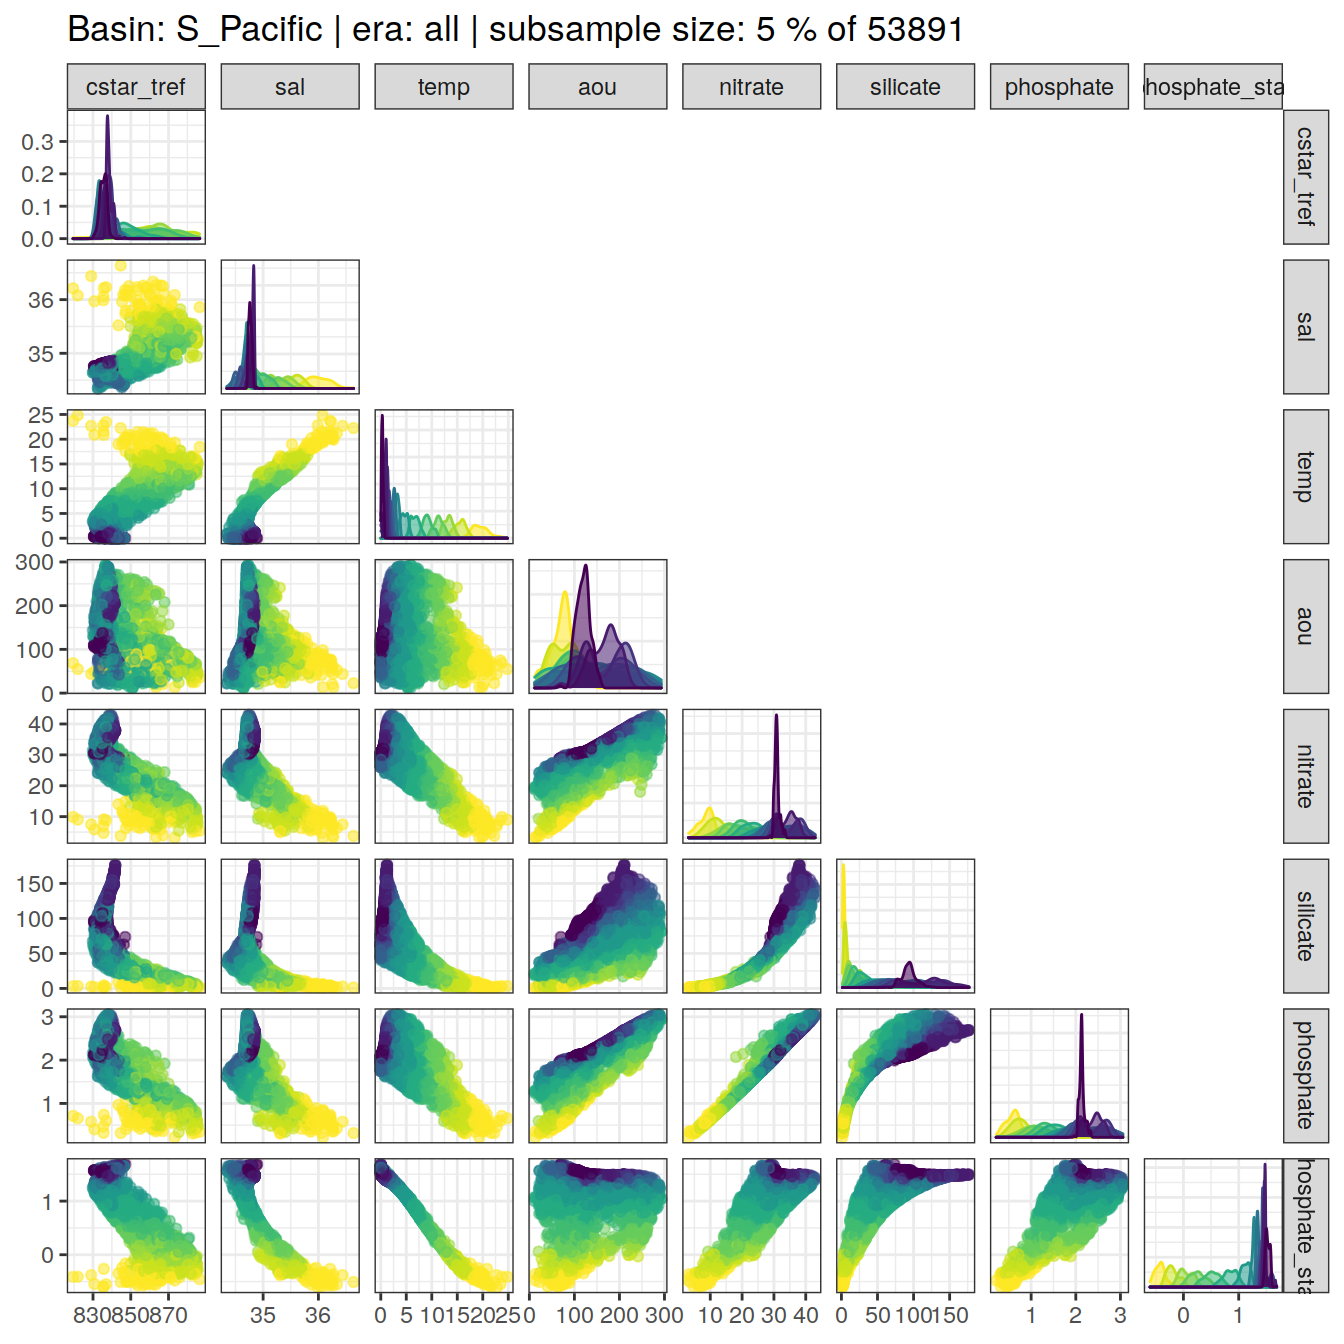 Basin: S_Pacific | era: all | subsample size: 5 % of 53891
cstar_tref sal temp aou nitrate silicate phosphate hosphate_sta
0.3
0.2
0.1
0.0
cstar_tref
36
35
sal
25
20
15
10
5
0
temp
300
200
100
0
aou
40
30
20
10
nitrate
150
100
50
0
silicate
3
2
1
phosphate
1
0
hosphate_sta
830 850 870 35 36 0 5 10 15 20 25 0 100 200 300 10 20 30 40 0 50 100 150 1 2 3 0 1